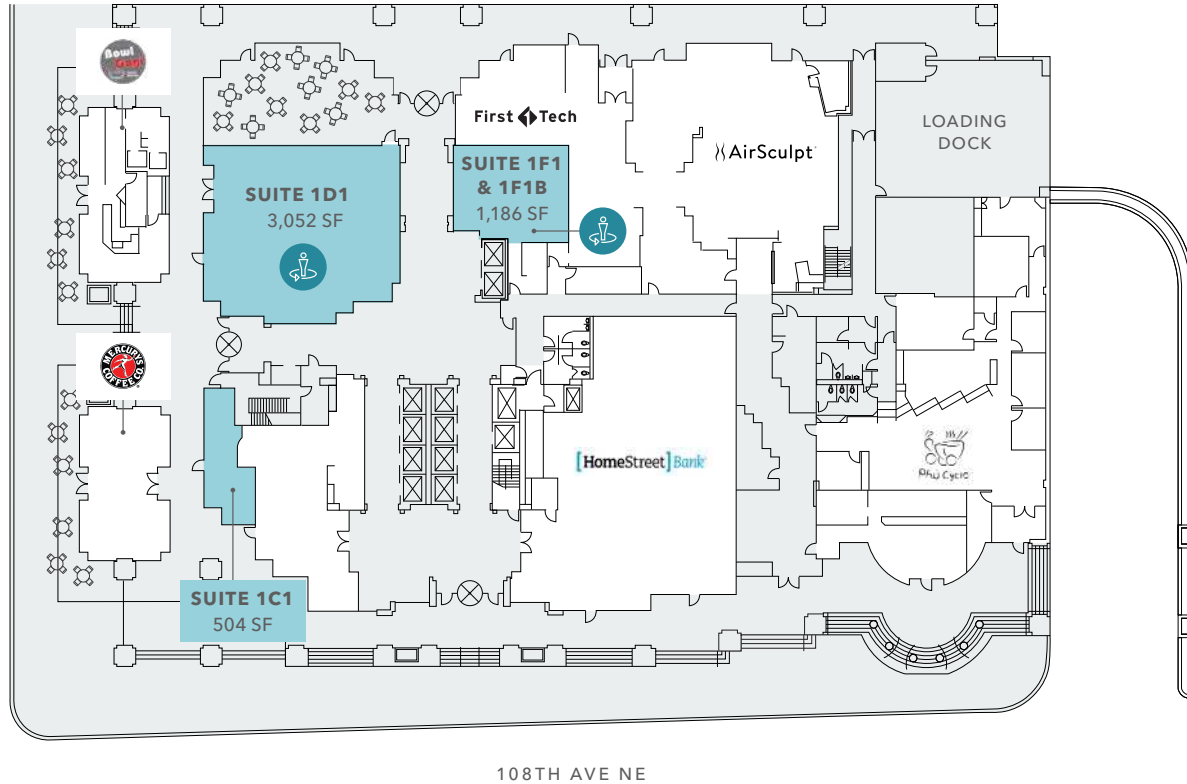 Bowl
First Tech
AirSculpt
LOADING
DOCK
SUITE 1D1
3,052 SF
SUITE 1F1
& 1F1B
1,186 SF
MERCURYS
COFFEE CO.
[HomeStreet] Bank
Pho Cyclo
SUITE 1C1
504 SF
108TH AVE NE